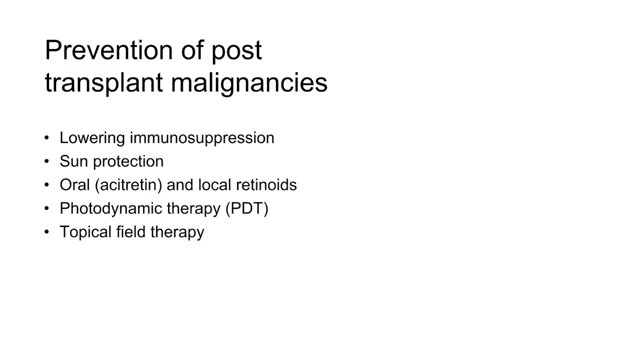 Prevention of post
transplant malignancies
• Lowering immunosuppression
• Sun protection
• Oral (acitretin) and local retinoids
• Photodynamic therapy (PDT)
• Topical field therapy